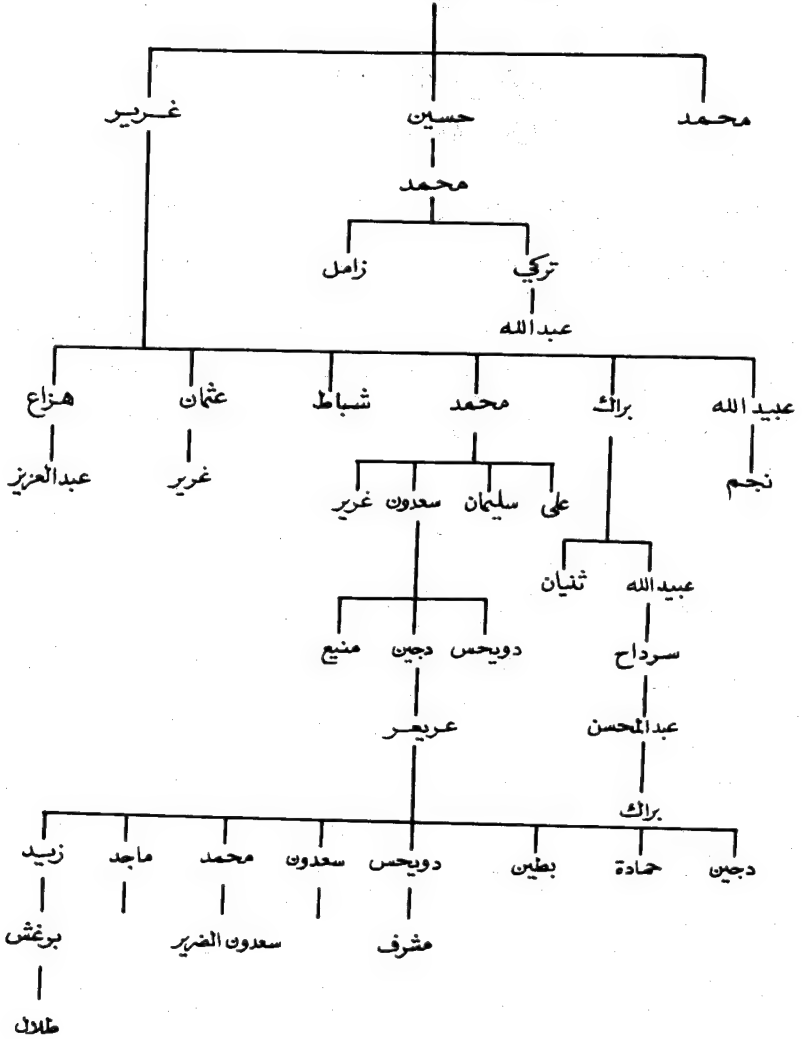 محمد حسين غرير
محمد
تركي زامل
عبدالله
عبيدالله براك محمد شباط عثمان هزاع
نجم غرير عبدالعزيز
على سليمان سعدون غرير
عبيدالله ثنيان
دويحس دجين منيع سرداح
عبدالمحسن عريعر
براك
دجين حمادة بطين دويحس سعدون محمد ماجد زبيد
مشرف سعدون الضرير برغش
طلال